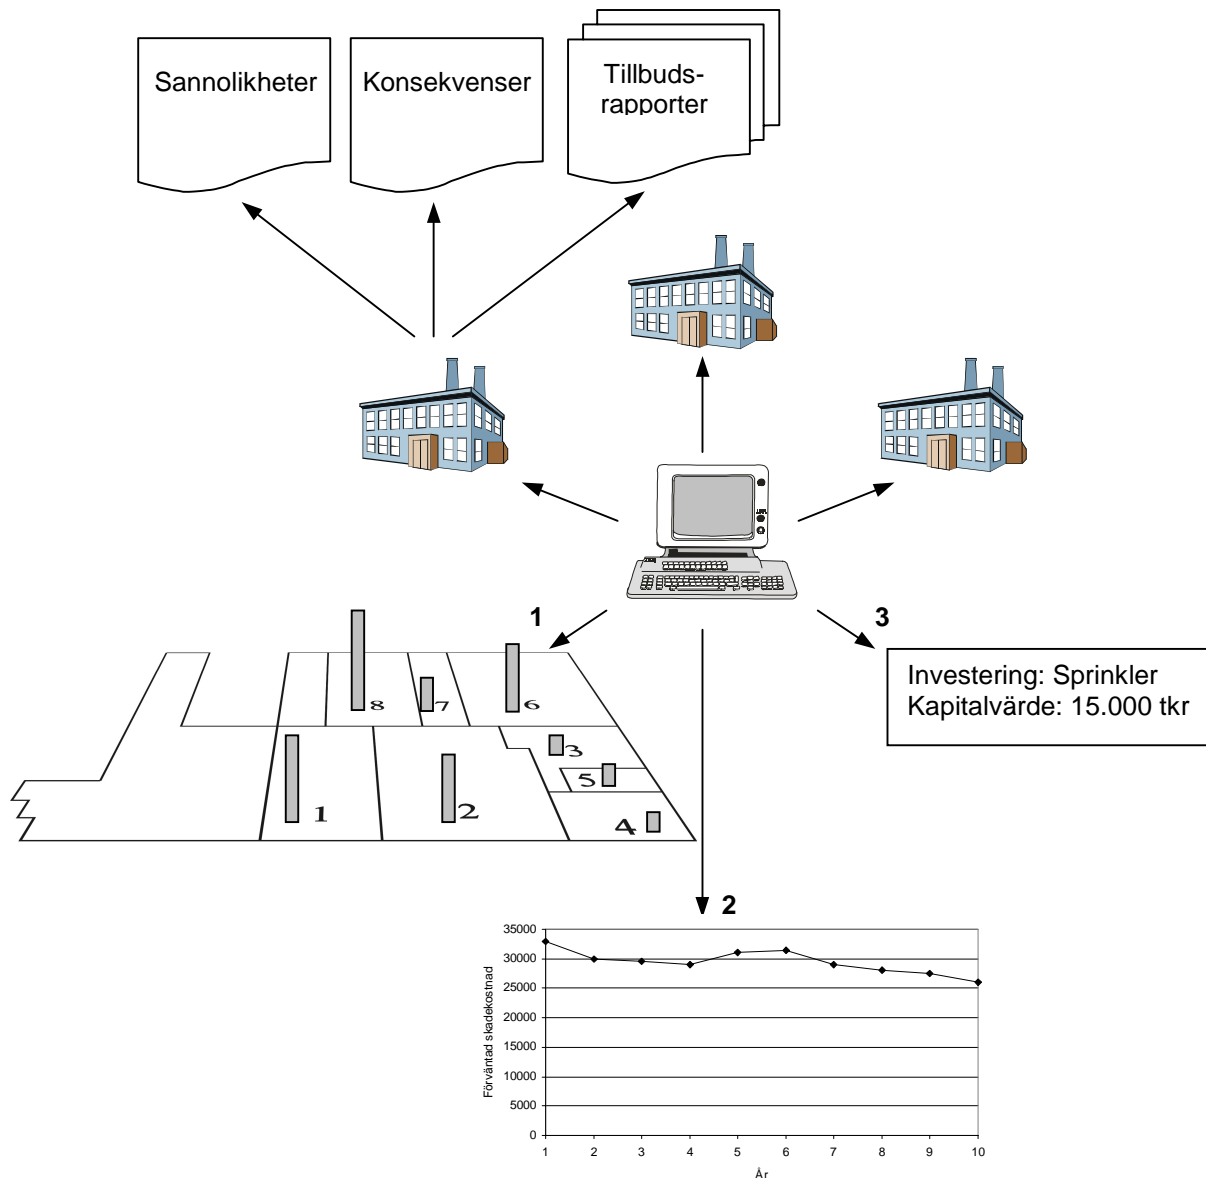 Sannolikheter
Konsekvenser
Tillbuds-
rapporter
1
3
Investering: Sprinkler
Kapitalvärde: 15.000 tkr
8
7
6
3
5
1
2
4
2
35000
30000
25000
20000
15000
10000
5000
0
Förväntad skadekostnad
1 2 3 4 5 6 7 8 9 10
År